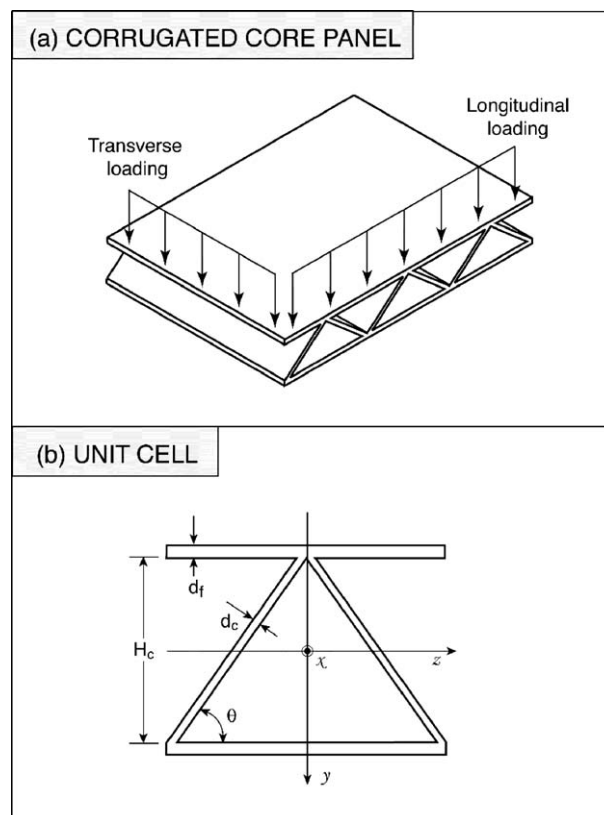 (a) CORRUGATED CORE PANEL
Longitudinal
loading
Transverse
loading
(b) UNIT CELL
d_f
d_c
H_c
x
z
θ
y